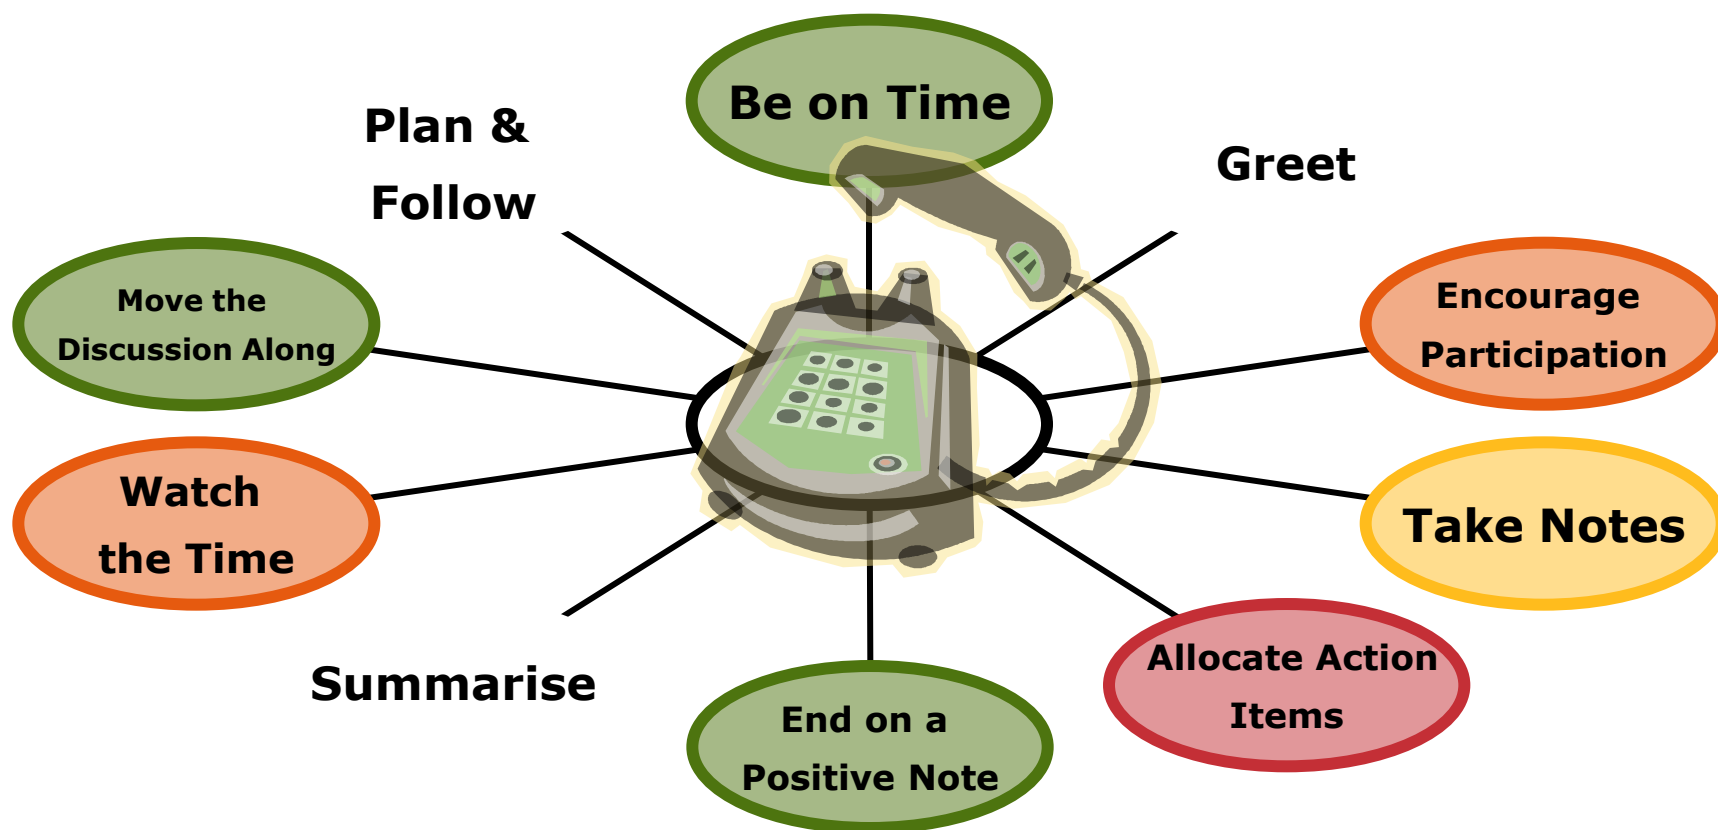 Be on Time
Plan &
Follow
Greet
Move the
Discussion Along
Encourage
Participation
Watch
the Time
Take Notes
Summarise
Allocate Action
Items
End on a
Positive Note